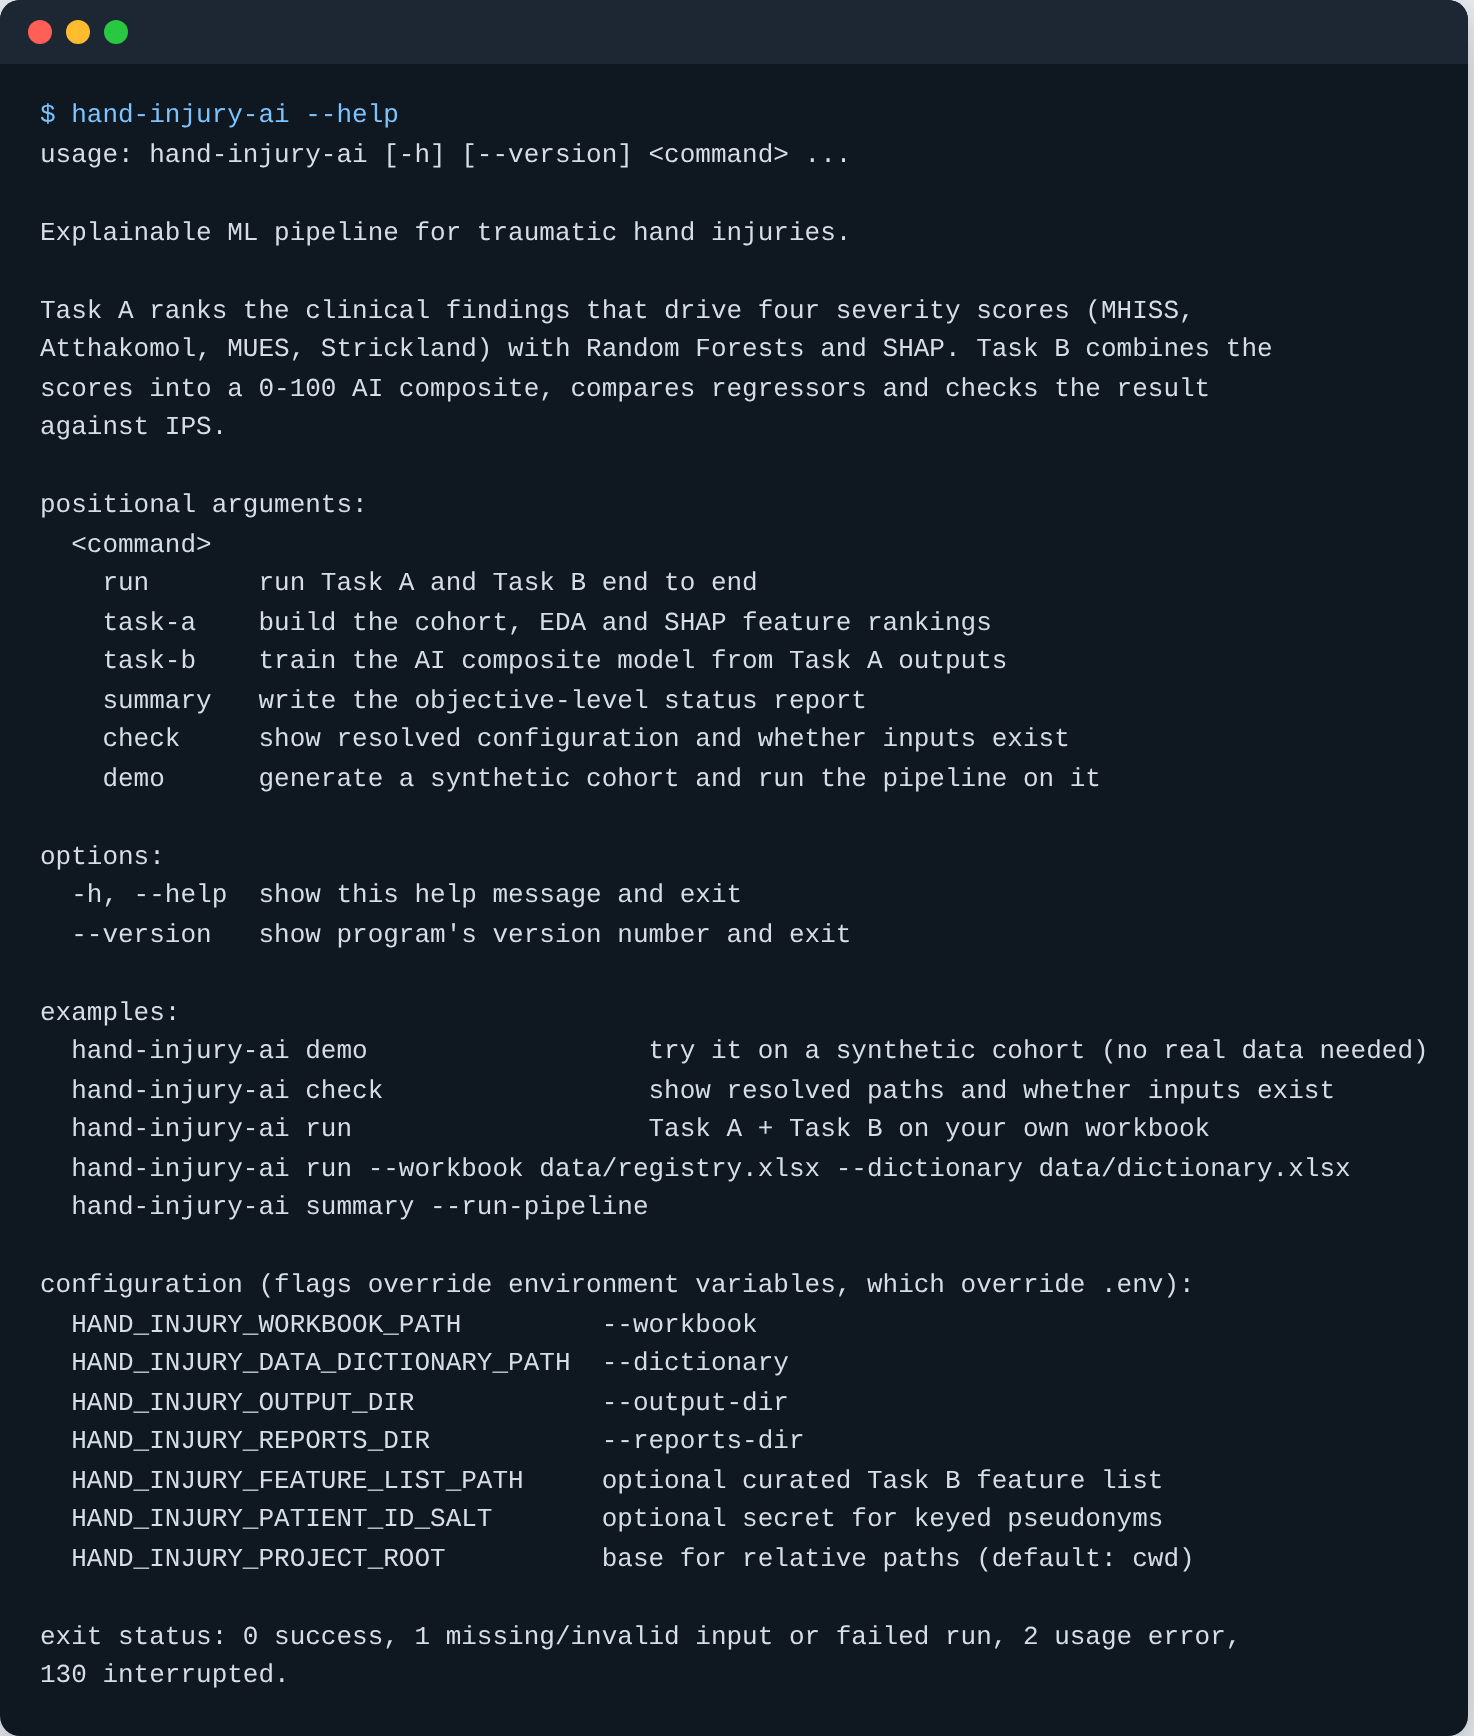 $ hand-injury-ai --help
usage: hand-injury-ai [-h] [--version] <command> ...

Explainable ML pipeline for traumatic hand injuries.

Task A ranks the clinical findings that drive four severity scores (MHISS,
Atthakomol, MUES, Strickland) with Random Forests and SHAP. Task B combines the
scores into a 0-100 AI composite, compares regressors and checks the result
against IPS.

positional arguments:
  <command>
    run       run Task A and Task B end to end
    task-a    build the cohort, EDA and SHAP feature rankings
    task-b    train the AI composite model from Task A outputs
    summary   write the objective-level status report
    check     show resolved configuration and whether inputs exist
    demo      generate a synthetic cohort and run the pipeline on it

options:
  -h, --help  show this help message and exit
  --version   show program's version number and exit

examples:
  hand-injury-ai demo                  try it on a synthetic cohort (no real data needed)
  hand-injury-ai check                 show resolved paths and whether inputs exist
  hand-injury-ai run                   Task A + Task B on your own workbook
  hand-injury-ai run --workbook data/registry.xlsx --dictionary data/dictionary.xlsx
  hand-injury-ai summary --run-pipeline

configuration (flags override environment variables, which override .env):
  HAND_INJURY_WORKBOOK_PATH         --workbook
  HAND_INJURY_DATA_DICTIONARY_PATH  --dictionary
  HAND_INJURY_OUTPUT_DIR            --output-dir
  HAND_INJURY_REPORTS_DIR           --reports-dir
  HAND_INJURY_FEATURE_LIST_PATH     optional curated Task B feature list
  HAND_INJURY_PATIENT_ID_SALT       optional secret for keyed pseudonyms
  HAND_INJURY_PROJECT_ROOT          base for relative paths (default: cwd)

exit status: 0 success, 1 missing/invalid input or failed run, 2 usage error,
130 interrupted.